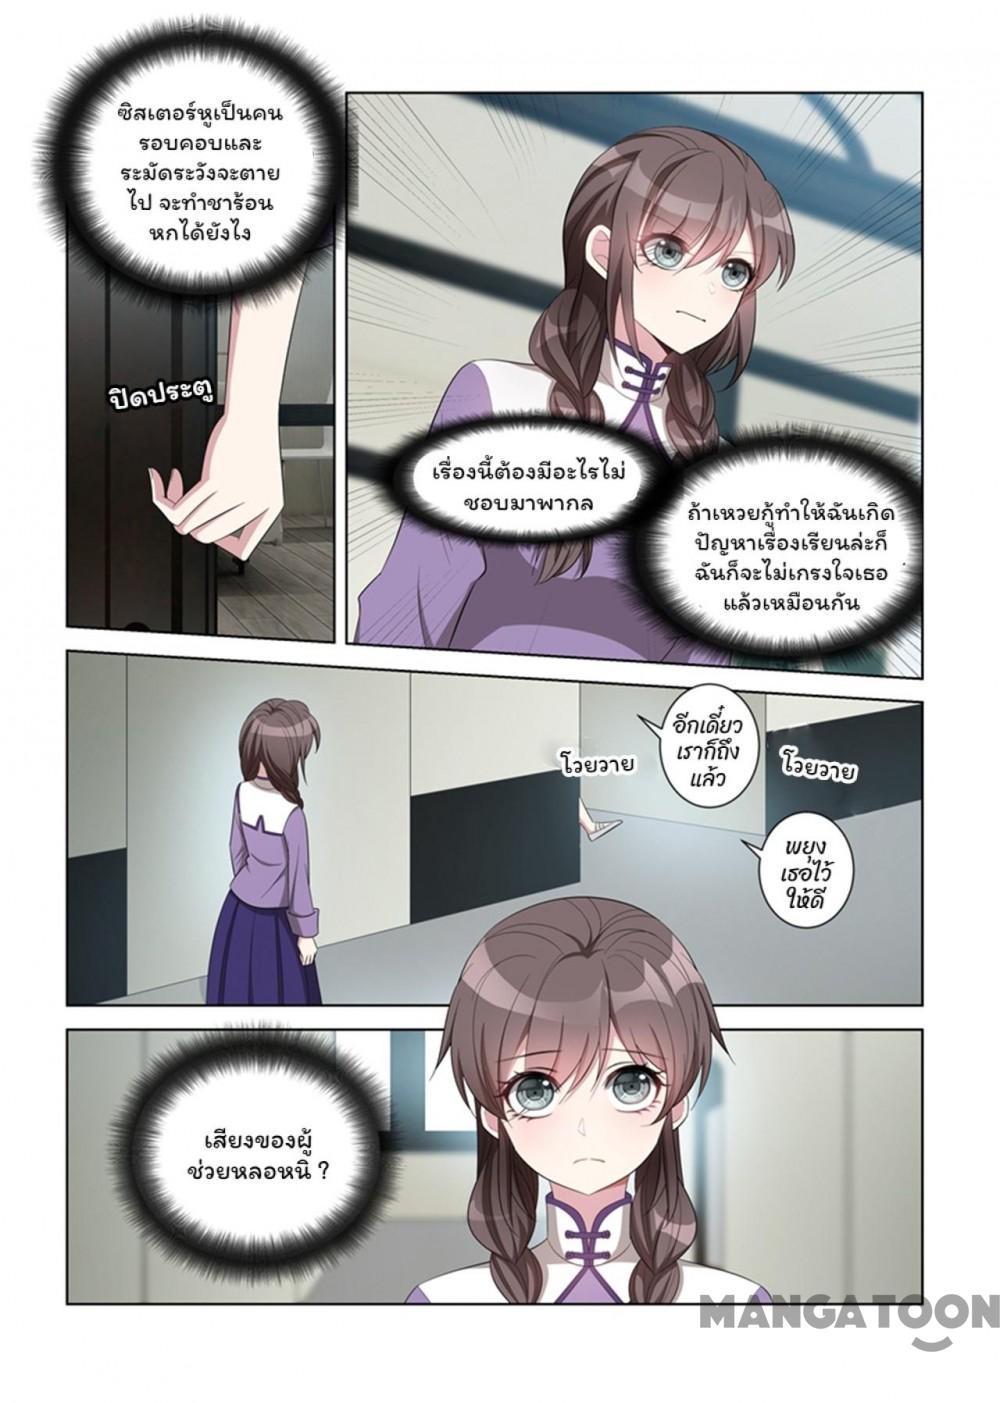 ซิสเตอร์หูเป็นคน
รอบคอบและ
ระมัดระวังจะตาย
ไป จะทำชาร้อน
หกได้ยังไง
ปิดประตู
เรื่องนี้ต้องมีอะไรไม่
ชอบมาพากล
ถ้าเหวยกู้ทำให้ฉันเกิด
ปัญหาเรื่องเรียนล่ะก็
ฉันก็จะไม่เกรงใจเธอ
แล้วเหมือนกัน
อีกเดี๋ยว
เราก็ถึง
แล้ว
โวยวาย
โวยวาย
พยุง
เธอไว้
ให้ดี
เสียงของผู้
ช่วยหลอหนิ ?
MANGATOON